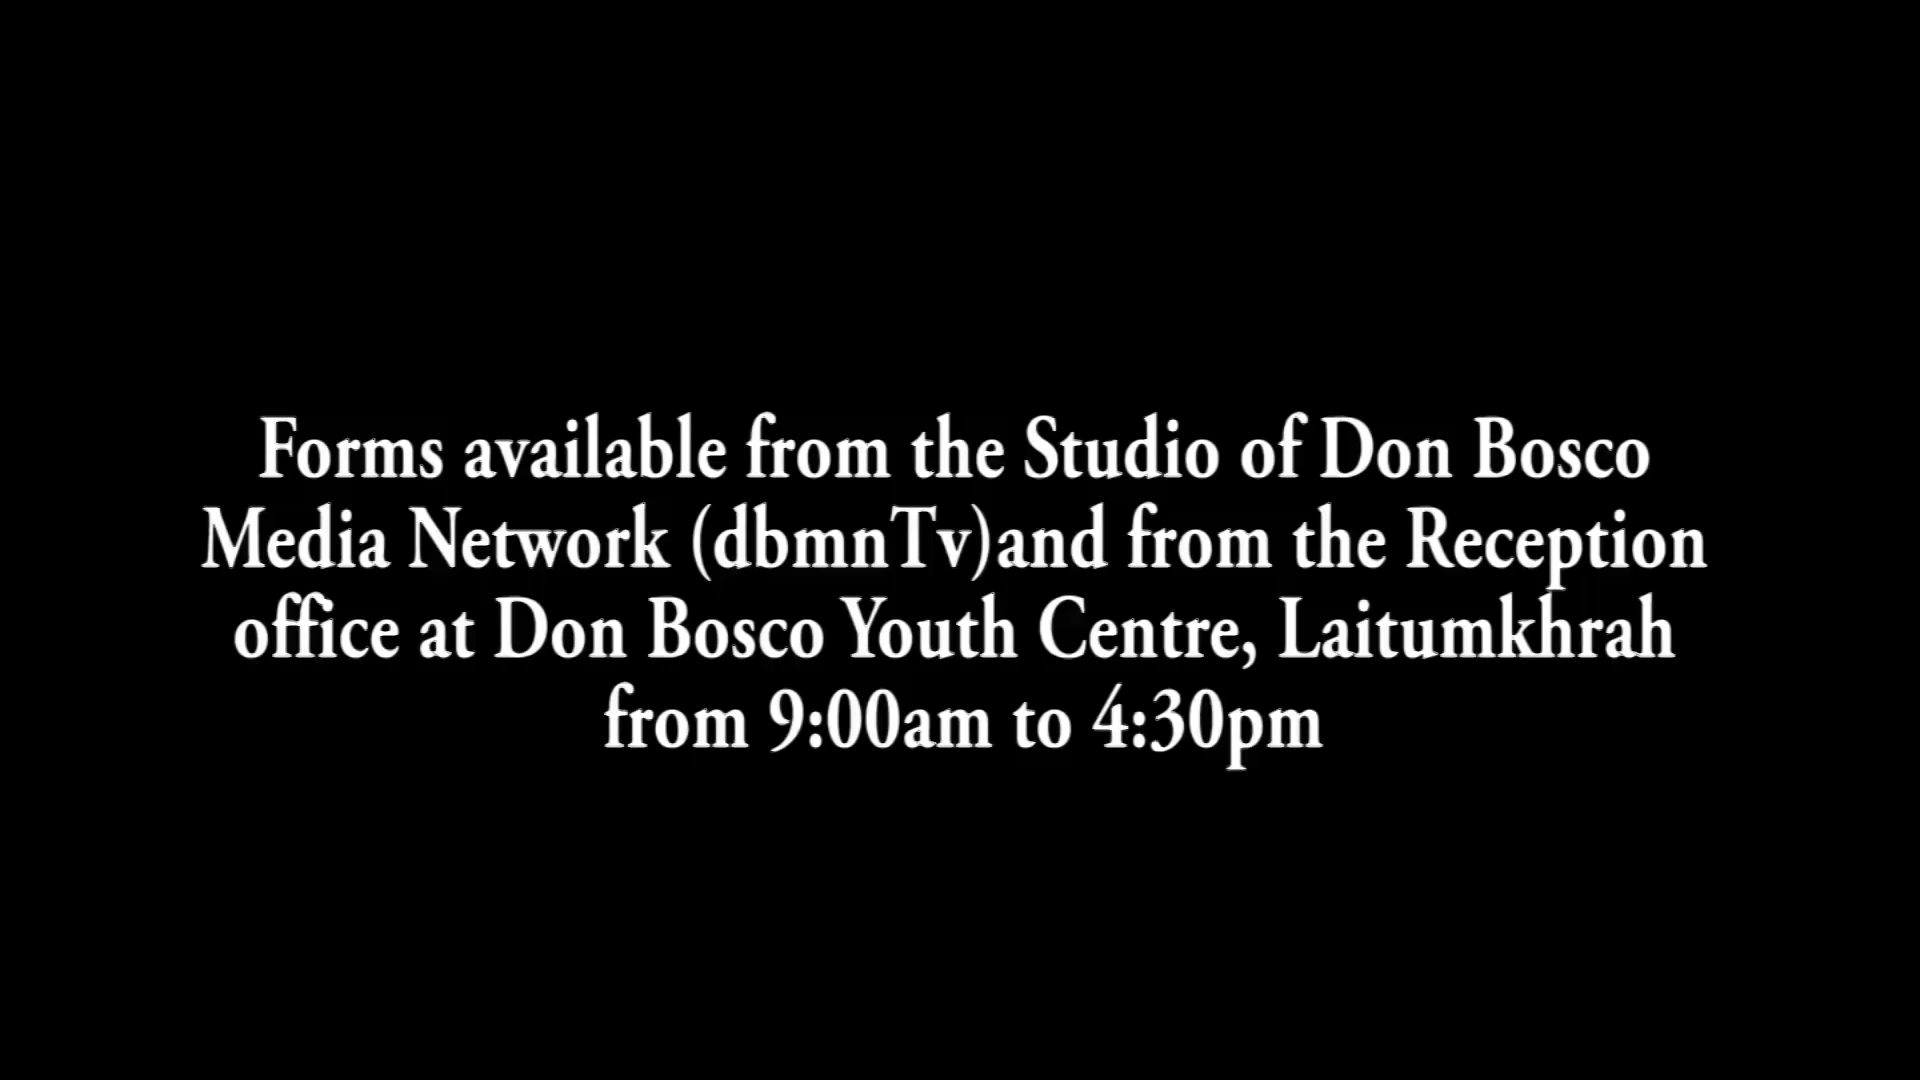 Forms available from the Studio of Don Bosco
Media Network (dbmnTv)and from the Reception
office at Don Bosco Youth Centre, Laitumkhrah
from 9:00am to 4:30pm